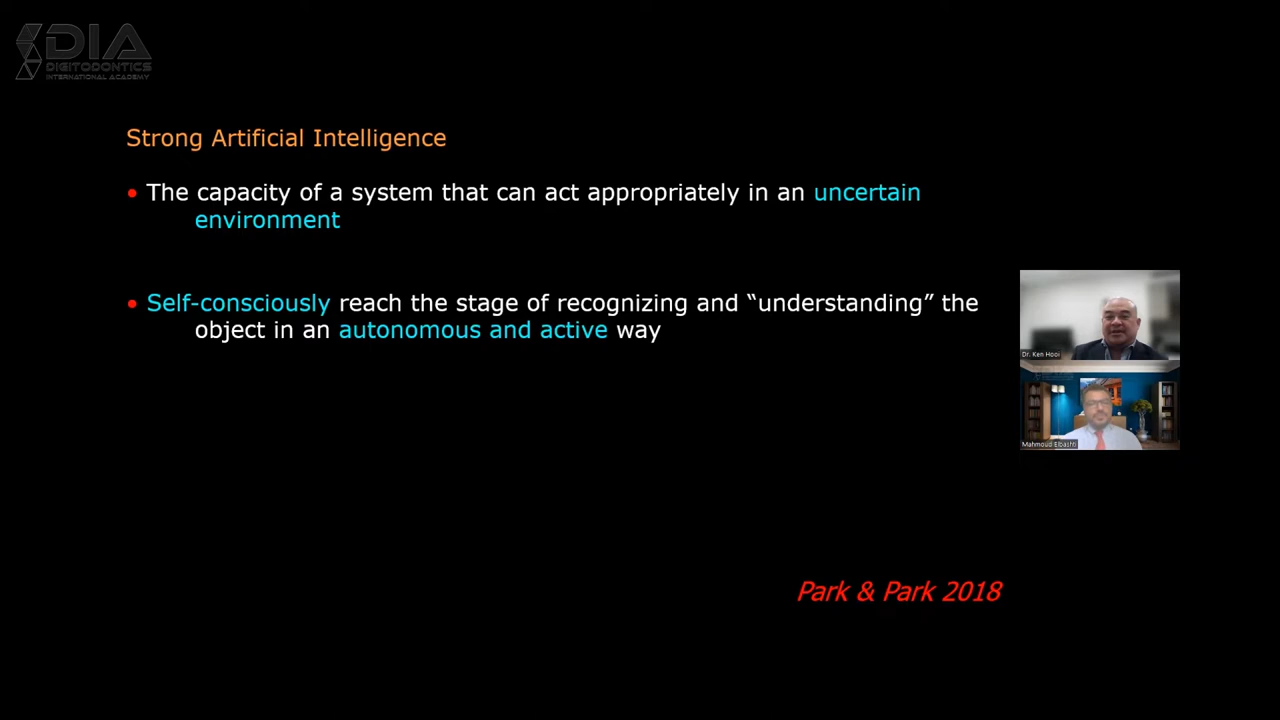 DIA
DIGITODONTICS
INTERNATIONAL ACADEMY
Strong Artificial Intelligence
• The capacity of a system that can act appropriately in an uncertain
environment
• Self-consciously reach the stage of recognizing and “understanding” the
object in an autonomous and active way
Dr. Ken Hooi
Mahmoud Elbashti
Park & Park 2018